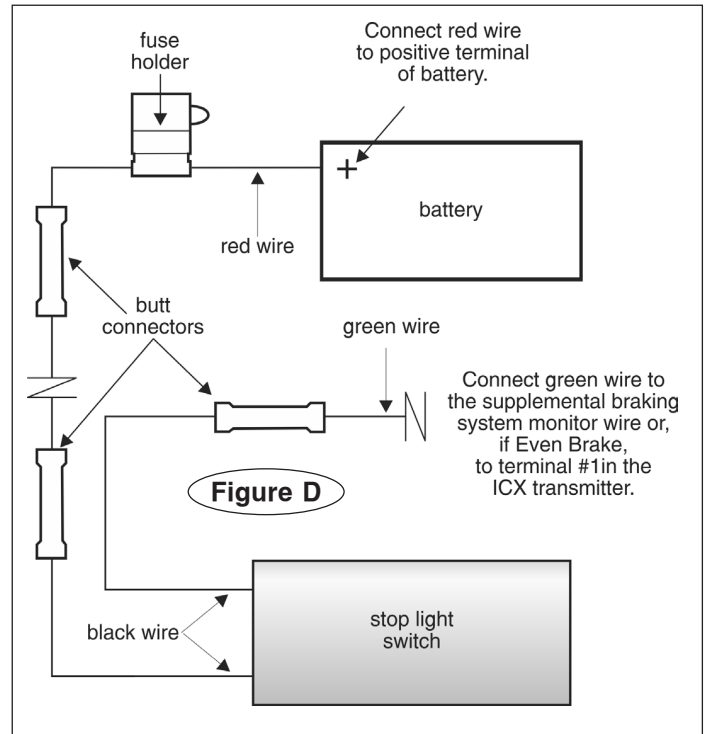 fuse
holder
Connect red wire
to positive terminal
of battery.
+
battery
red wire
butt
connectors
green wire
Connect green wire to
the supplemental braking
system monitor wire or,
if Even Brake,
to terminal #1in the
ICX transmitter.
Figure D
black wire
stop light
switch